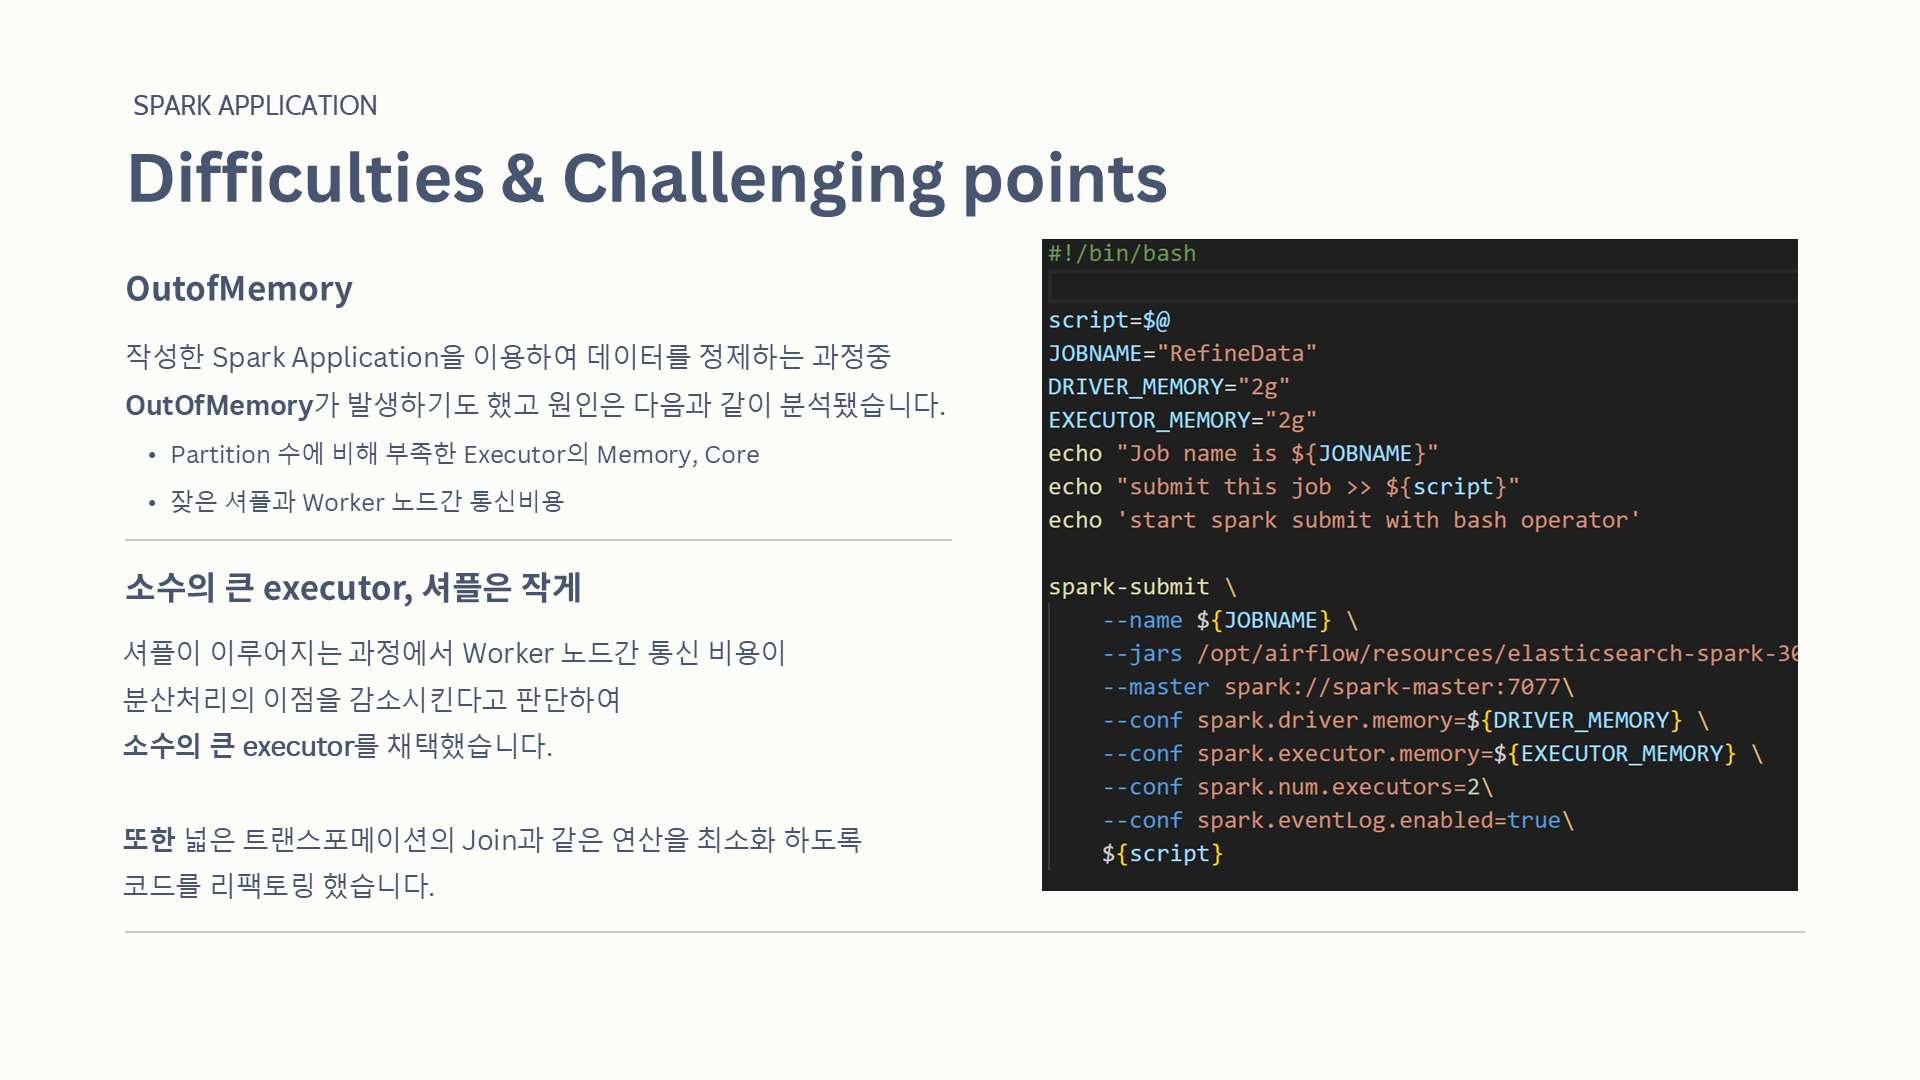 SPARK APPLICATION
Difficulties & Challenging points
OutofMemory
작성한 Spark Application을 이용하여 데이터를 정제하는 과정중
OutOfMemory가 발생하기도 했고 원인은 다음과 같이 분석됐습니다.
• Partition 수에 비해 부족한 Executor의 Memory, Core
• 잦은 셔플과 Worker 노드간 통신비용
소수의 큰 executor, 셔플은 작게
셔플이 이루어지는 과정에서 Worker 노드간 통신 비용이
분산처리의 이점을 감소시킨다고 판단하여
소수의 큰 executor를 채택했습니다.
또한 넓은 트랜스포메이션의 Join과 같은 연산을 최소화 하도록
코드를 리팩토링 했습니다.
#!/bin/bash
script=$@
JOBNAME="RefineData"
DRIVER_MEMORY="2g"
EXECUTOR_MEMORY="2g"
echo "Job name is ${JOBNAME}"
echo "submit this job >> ${script}"
echo 'start spark submit with bash operator'
spark-submit \
--name ${JOBNAME} \
--jars /opt/airflow/resources/elasticsearch-spark-30
--master spark://spark-master:7077\
--conf spark.driver.memory=${DRIVER_MEMORY} \
--conf spark.executor.memory=${EXECUTOR_MEMORY} \
--conf spark.num.executors=2\
--conf spark.eventLog.enabled=true\
${script}